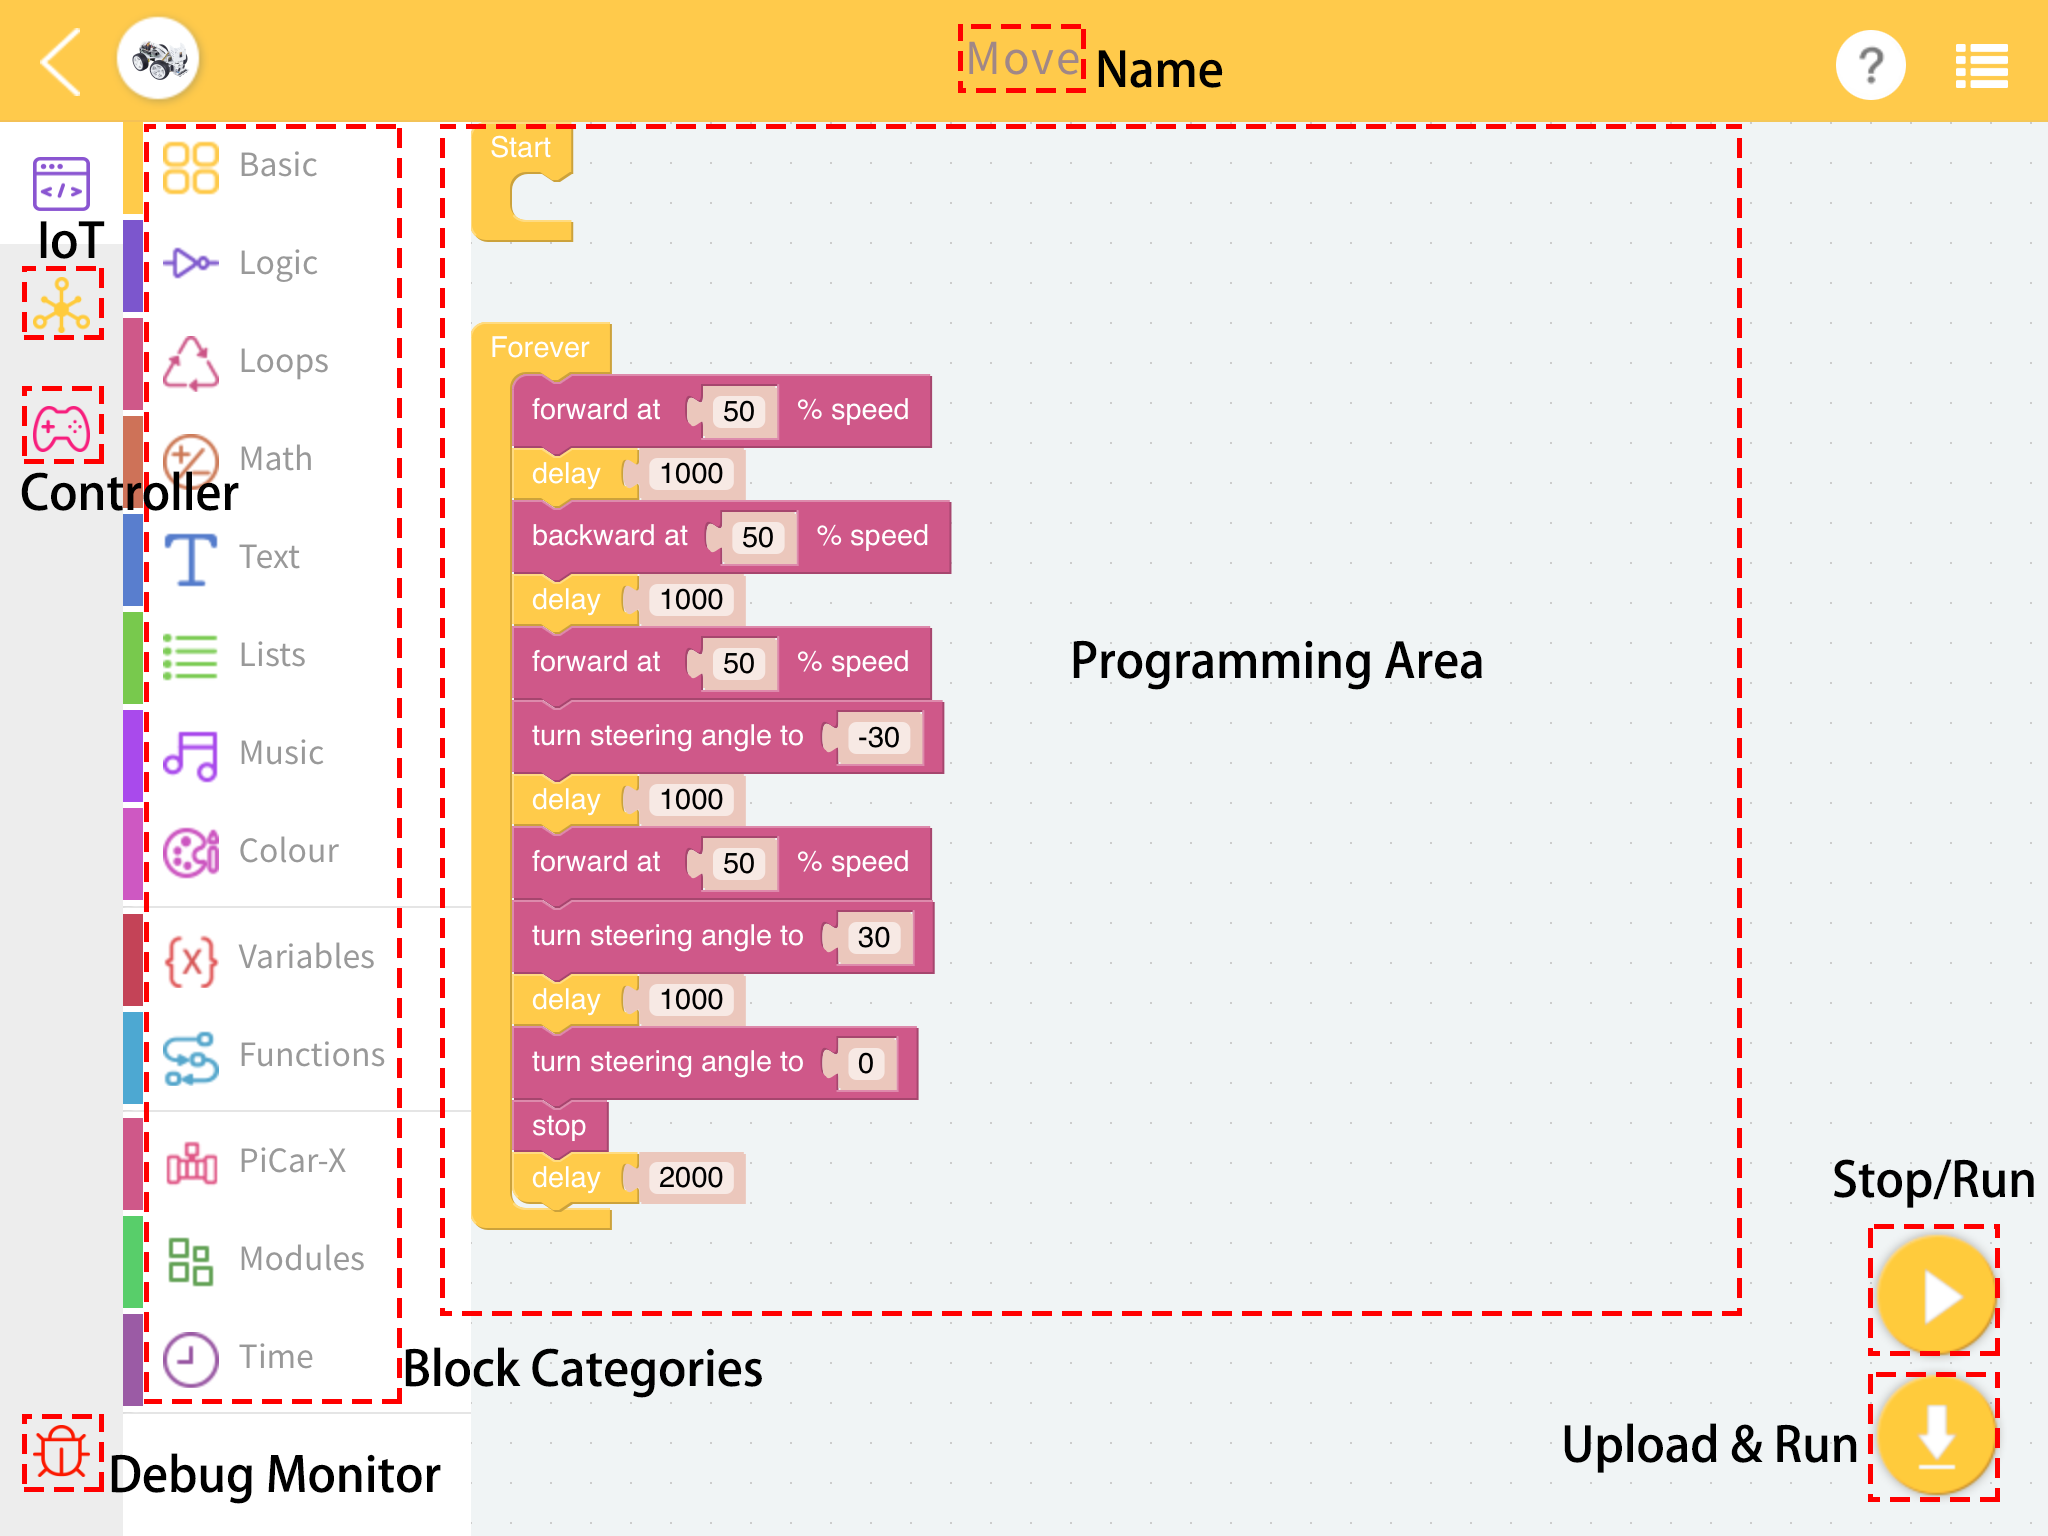 Move Name
?
IoT
Controller
Basic
Logic
Loops
Math
Text
Lists
Music
Colour
Variables
Functions
PiCar-X
Modules
Time
Block Categories
Debug Monitor
Start
Forever
forward at 50 % speed
delay 1000
backward at 50 % speed
delay 1000
forward at 50 % speed
turn steering angle to -30
delay 1000
forward at 50 % speed
turn steering angle to 30
delay 1000
turn steering angle to 0
stop
delay 2000
Programming Area
Stop/Run
Upload & Run